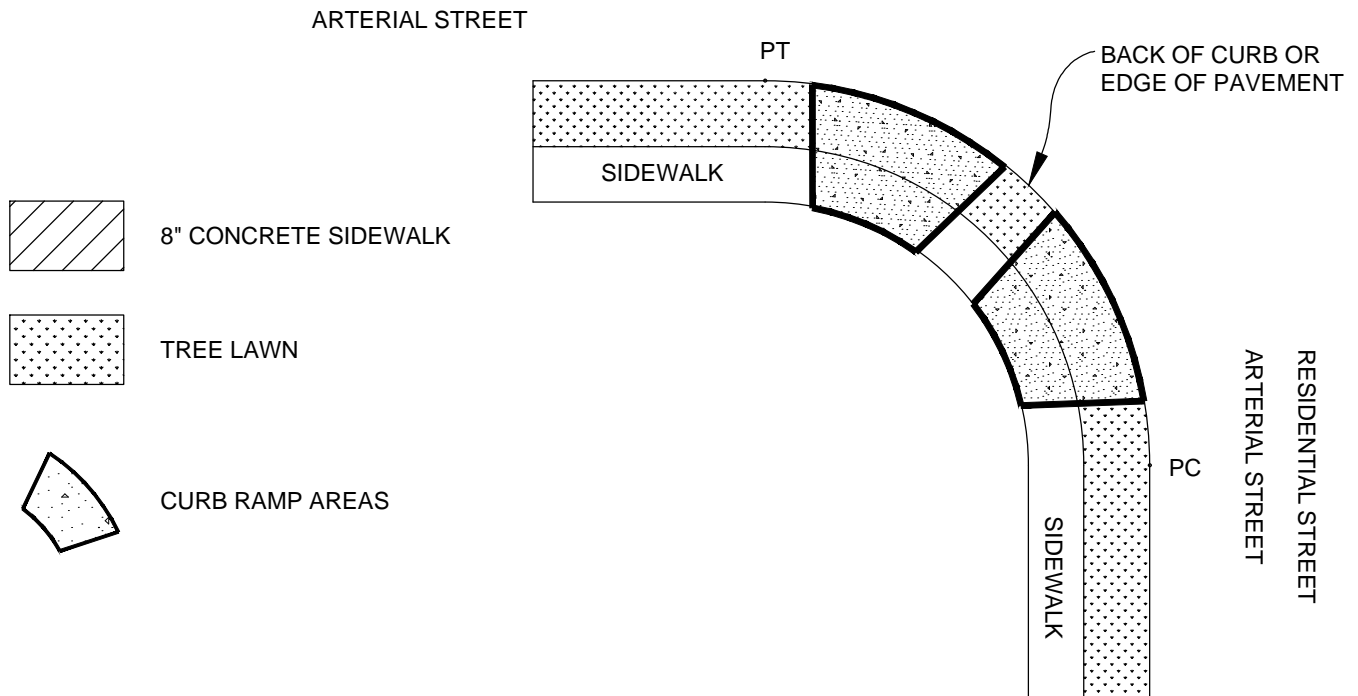 ARTERIAL STREET
PT
BACK OF CURB OR
EDGE OF PAVEMENT
SIDEWALK
8" CONCRETE SIDEWALK
TREE LAWN
CURB RAMP AREAS
PC
SIDEWALK
RESIDENTIAL STREET
ARTERIAL STREET